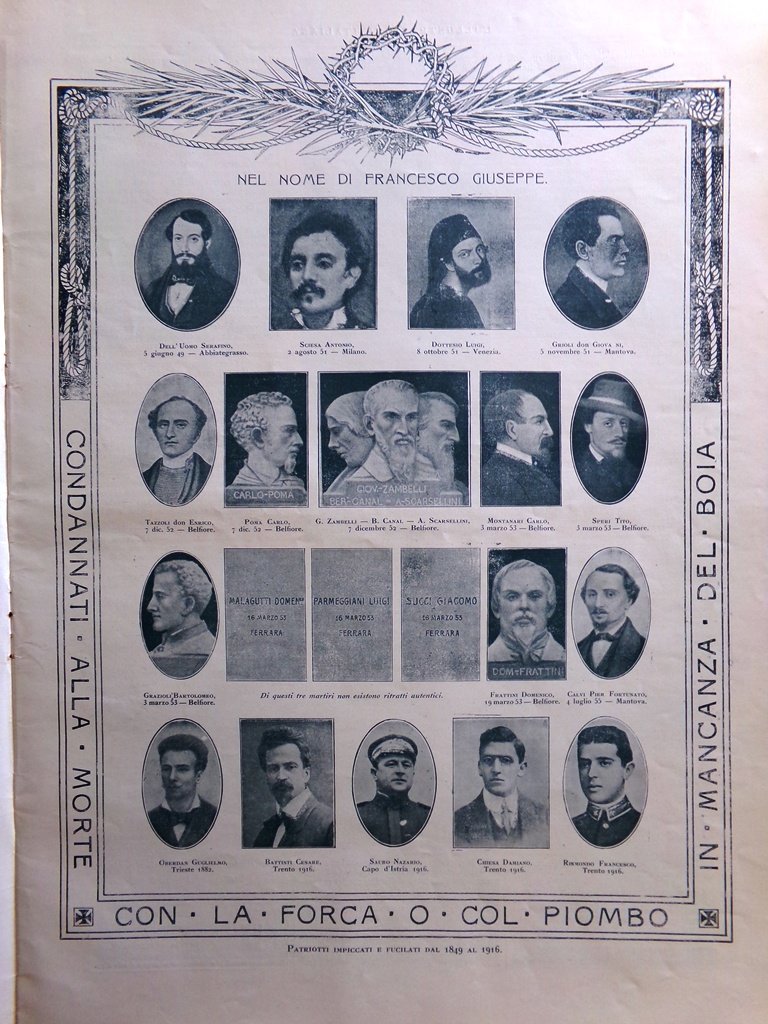 NEL NOME DI FRANCESCO GIUSEPPE.
DELL'UOMO SERAFINO,
5 giugno 49 — Abbiategrasso.
SCIESA ANTONIO,
2 agosto 51 — Milano.
DOTTESIO LUIGI,
8 ottobre 51 — Venezia.
GRIOLI don GIOVA NI,
5 novembre 51 — Mantova.
TAZZOLI don ENRICO,
7 dic. 52 — Belfiore.
CARLO·POMA
POMA CARLO,
7 dic. 52 — Belfiore.
GIOV·ZAMBELLI
BER·CANAL — A·SCARSELLINI
G. ZAMBELLI — B. CANAL — A. SCARSELLINI,
7 dicembre 52 — Belfiore.
MONTANARI CARLO,
3 marzo 53 — Belfiore.
SPERI TITO,
3 marzo 53 — Belfiore.
GRAZIOLI BARTOLOMEO,
3 marzo 53 — Belfiore.
MALAGUTTI DOMEN.CO
16 MARZO 53
FERRARA
PARMEGGIANI LUIGI
16 MARZO 53
FERRARA
SUCCI GIACOMO
16 MARZO 53
FERRARA
Di questi tre martiri non esistono ritratti autentici.
DOM·FRATTINI
FRATTINI DOMENICO,
19 marzo 53 — Belfiore.
CALVI PIER FORTUNATO,
4 luglio 55 — Mantova.
OBERDAN GUGLIELMO,
Trieste 1882.
BATTISTI CESARE,
Trento 1916.
SAURO NAZARIO,
Capo d'Istria 1916.
CHIESA DAMIANO,
Trento 1916.
RISMONDO FRANCESCO,
Trento 1916.
CONDANNATI · ALLA · MORTE
CON · LA · FORCA · O · COL · PIOMBO
IN · MANCANZA · DEL · BOIA
PATRIOTTI IMPICCATI E FUCILATI DAL 1849 AL 1916.